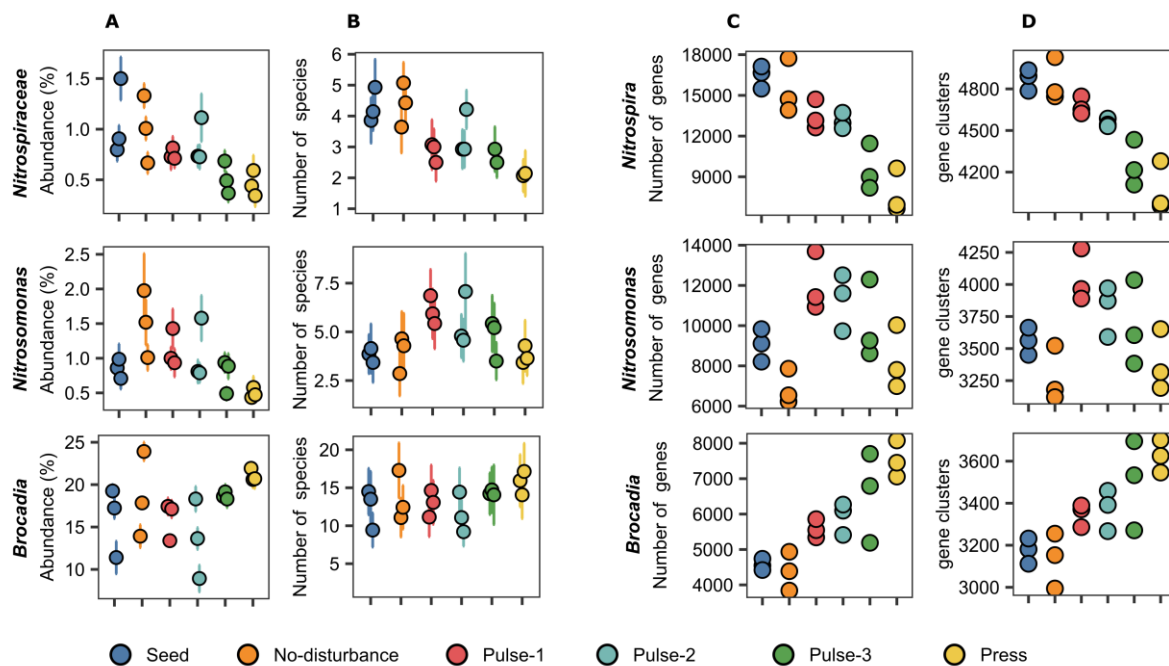 A B C D
Nitrospiraceae
Abundance (%)
1.5
1.0
0.5
Number of species
6
5
4
3
2
1
Nitrospira
Number of genes
18000
15000
12000
9000
gene clusters
4800
4500
4200
Nitrosomonas
Abundance (%)
2.5
2.0
1.5
1.0
0.5
Number of species
7.5
5.0
2.5
Nitrosomonas
Number of genes
14000
12000
10000
8000
6000
gene clusters
4250
4000
3750
3500
3250
Brocadia
Abundance (%)
25
20
15
10
Number of species
20
15
10
5
Brocadia
Number of genes
8000
7000
6000
5000
4000
gene clusters
3600
3400
3200
3000
Seed No-disturbance Pulse-1 Pulse-2 Pulse-3 Press